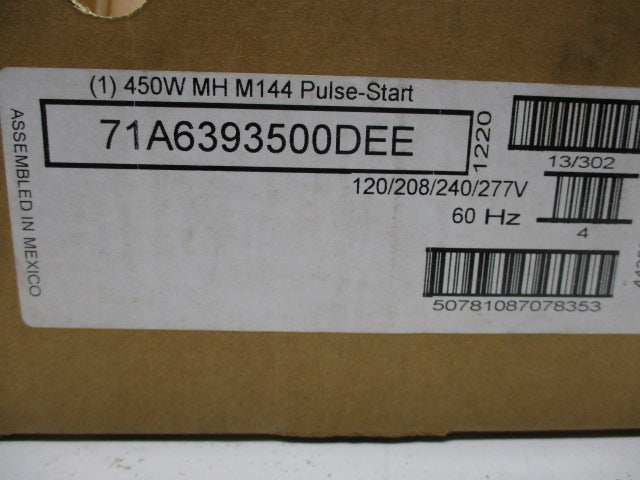 (1) 450W MH M144 Pulse-Start
71A6393500DEE
1220
13/302
120/208/240/277V
60 Hz
4
50781087078353
ASSEMBLED IN MEXICO